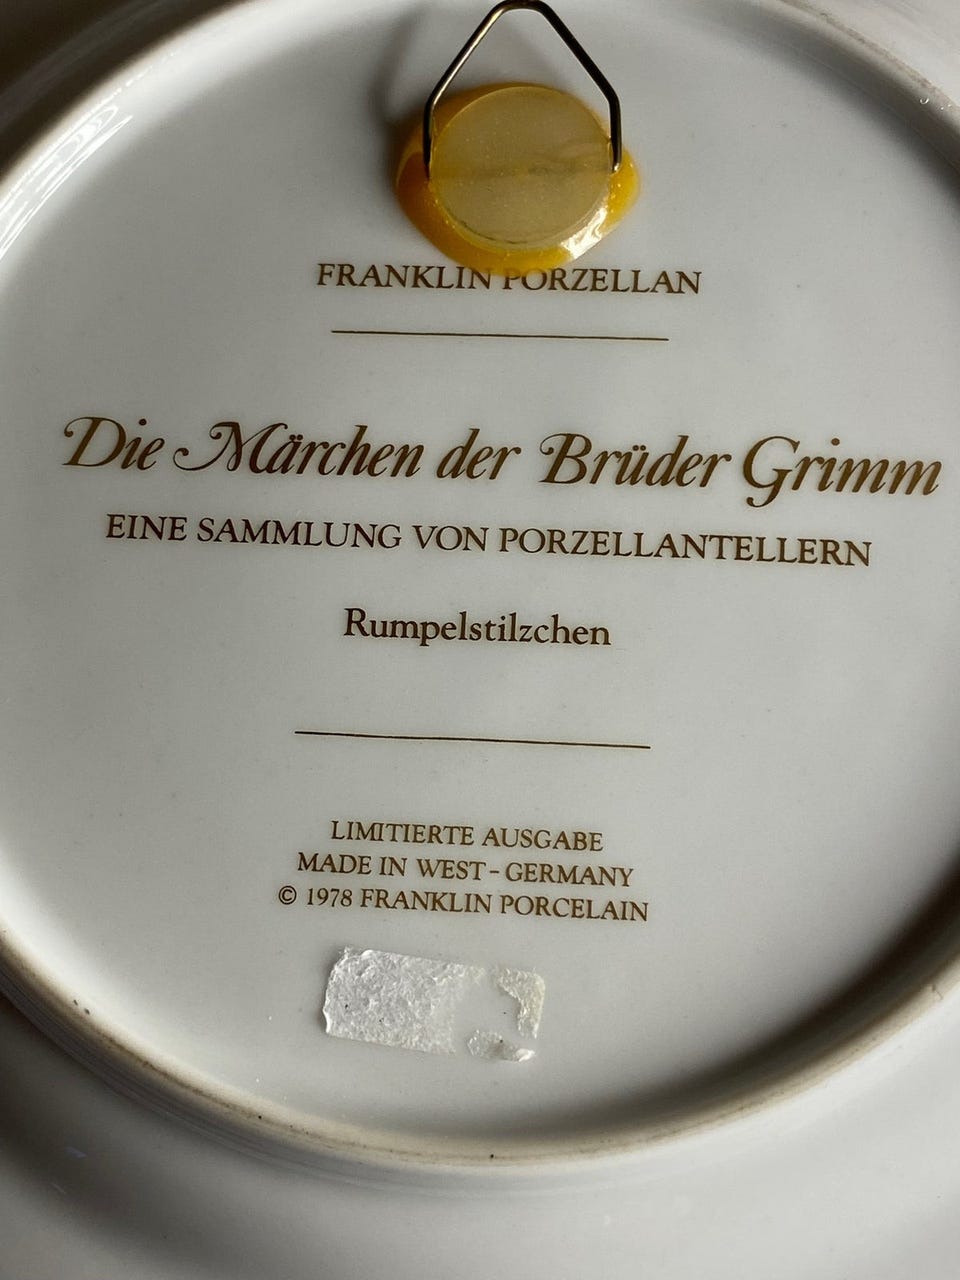 FRANKLIN PORZELLAN
Die Märchen der Brüder Grimm
EINE SAMMLUNG VON PORZELLANTELLERN
Rumpelstilzchen
LIMITIERTE AUSGABE
MADE IN WEST-GERMANY
© 1978 FRANKLIN PORCELAIN